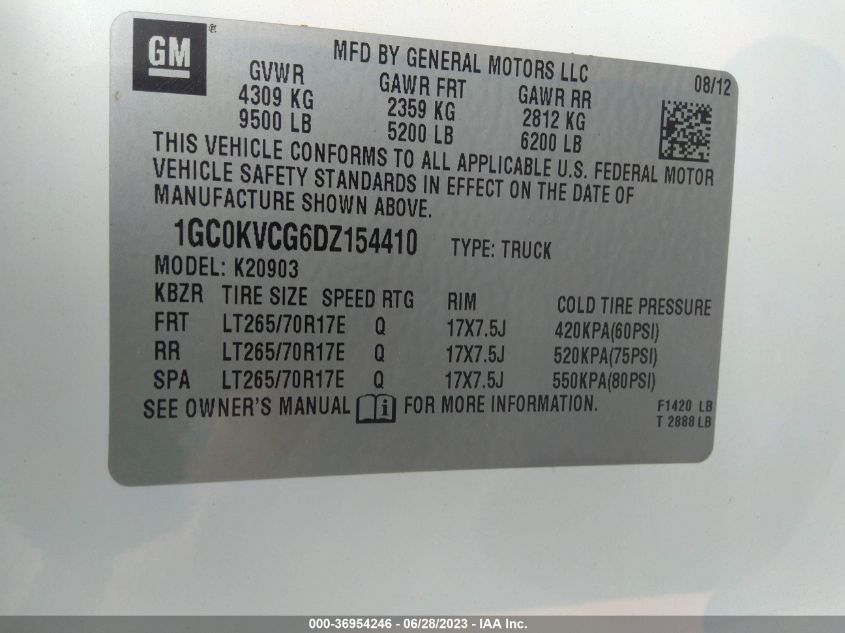 GM ®
MFD BY GENERAL MOTORS LLC
08/12
GVWR GAWR FRT GAWR RR
4309 KG 2359 KG 2812 KG
9500 LB 5200 LB 6200 LB
THIS VEHICLE CONFORMS TO ALL APPLICABLE U.S. FEDERAL MOTOR
VEHICLE SAFETY STANDARDS IN EFFECT ON THE DATE OF
MANUFACTURE SHOWN ABOVE.
1GC0KVCG6DZ154410 TYPE: TRUCK
MODEL: K20903
KBZR TIRE SIZE SPEED RTG RIM COLD TIRE PRESSURE
FRT LT265/70R17E Q 17X7.5J 420KPA(60PSI)
RR LT265/70R17E Q 17X7.5J 520KPA(75PSI)
SPA LT265/70R17E Q 17X7.5J 550KPA(80PSI)
SEE OWNER'S MANUAL i FOR MORE INFORMATION.
F1420 LB
T 2888 LB
000-36954246 - 06/28/2023 - IAA Inc.